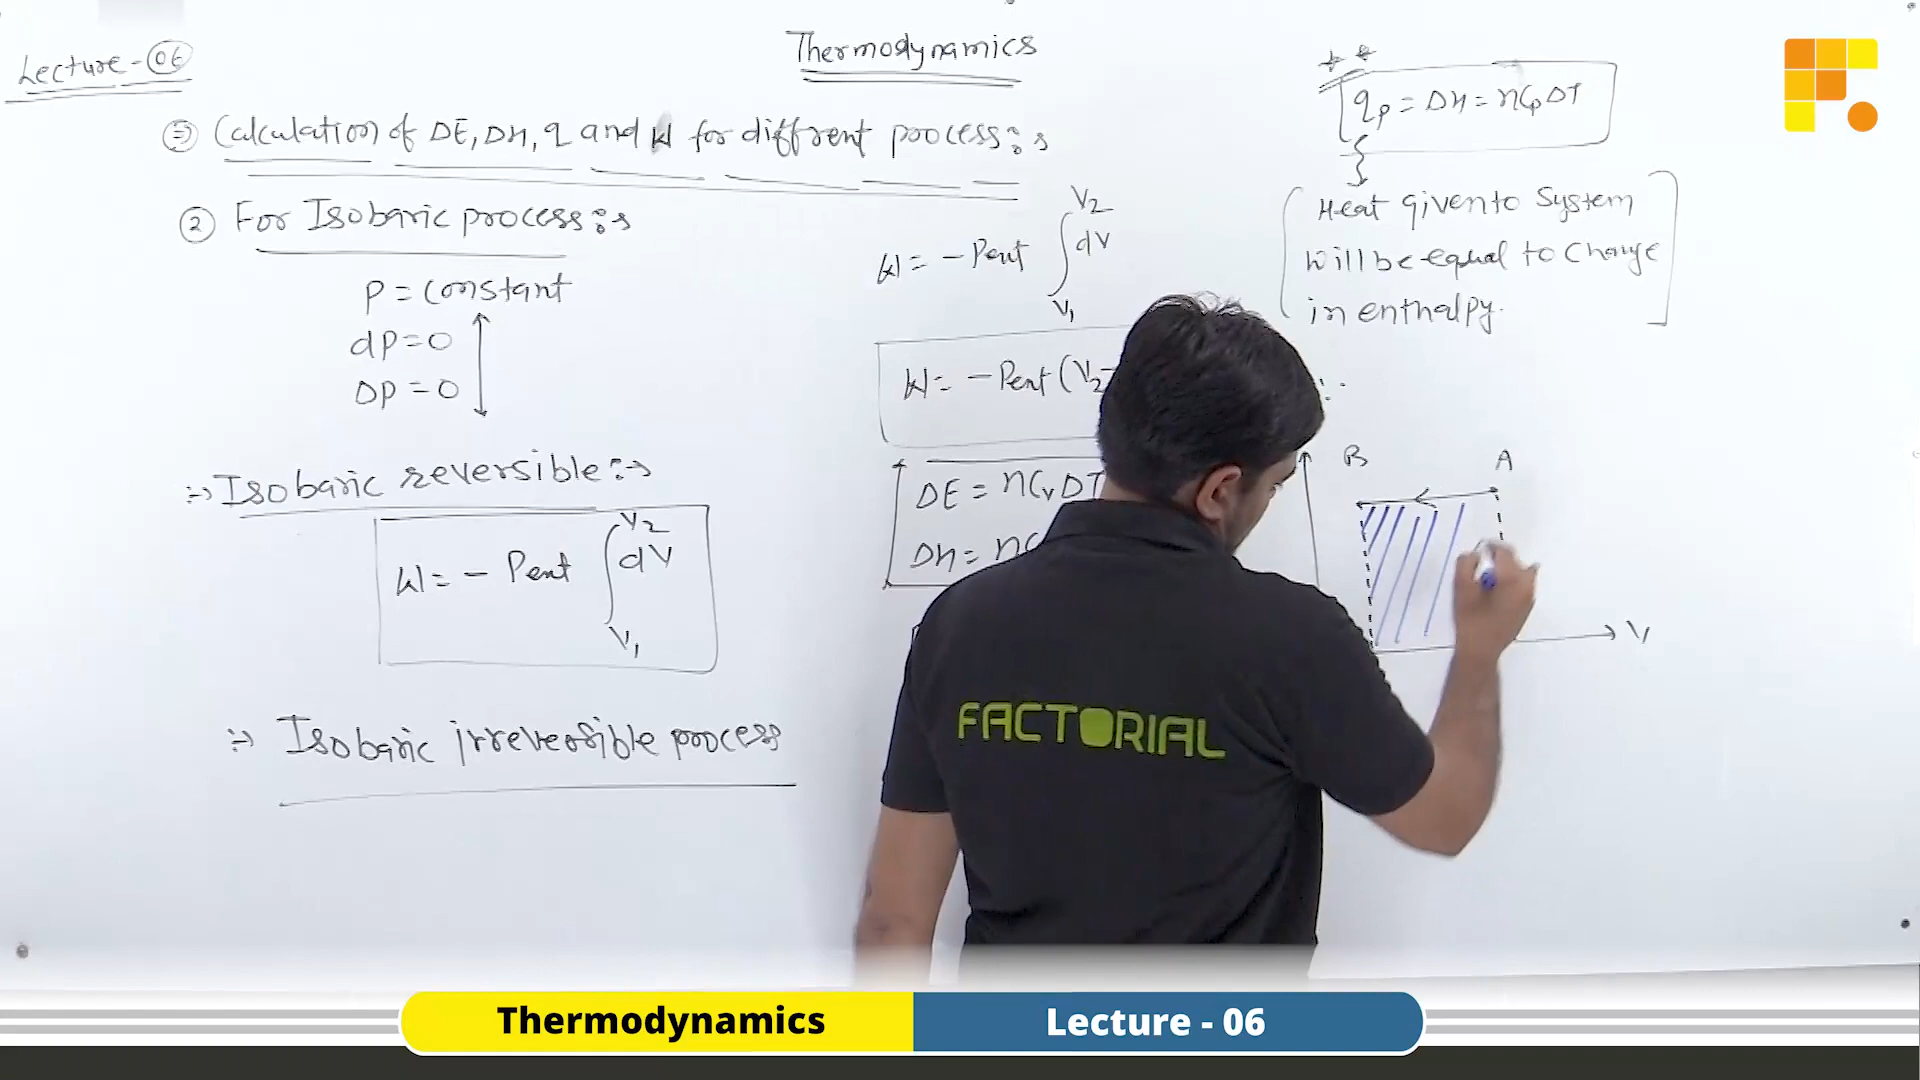 Lecture-06
Thermodynamics
⇒ Calculation of ΔE, ΔH, q and W for diffrent process:-
② For Isobaric process:-
P = Constant
dP=0
ΔP=0
:→ Isobaric reversible:→
W= - Pext ∫ V2 dV V1
:→ Isobaric irreversible process
W= - Pext ∫ V2 dV V1
W= - Pext (V2
ΔE = nCvΔT
ΔH = nC
** qp = ΔH = nCpΔT
Heat given to System
will be equal to change
in enthalpy.
B A
V
FACTORIAL
Thermodynamics
Lecture - 06